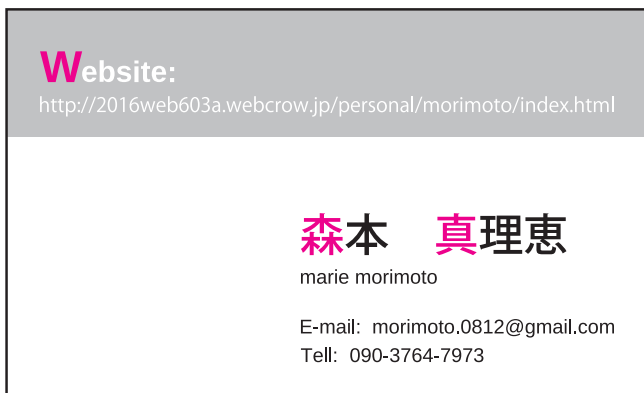 Website:
http://2016web603a.webcrow.jp/personal/morimoto/index.html
森本　真理恵
marie morimoto
E-mail:  morimoto.0812@gmail.com
Tell:  090-3764-7973